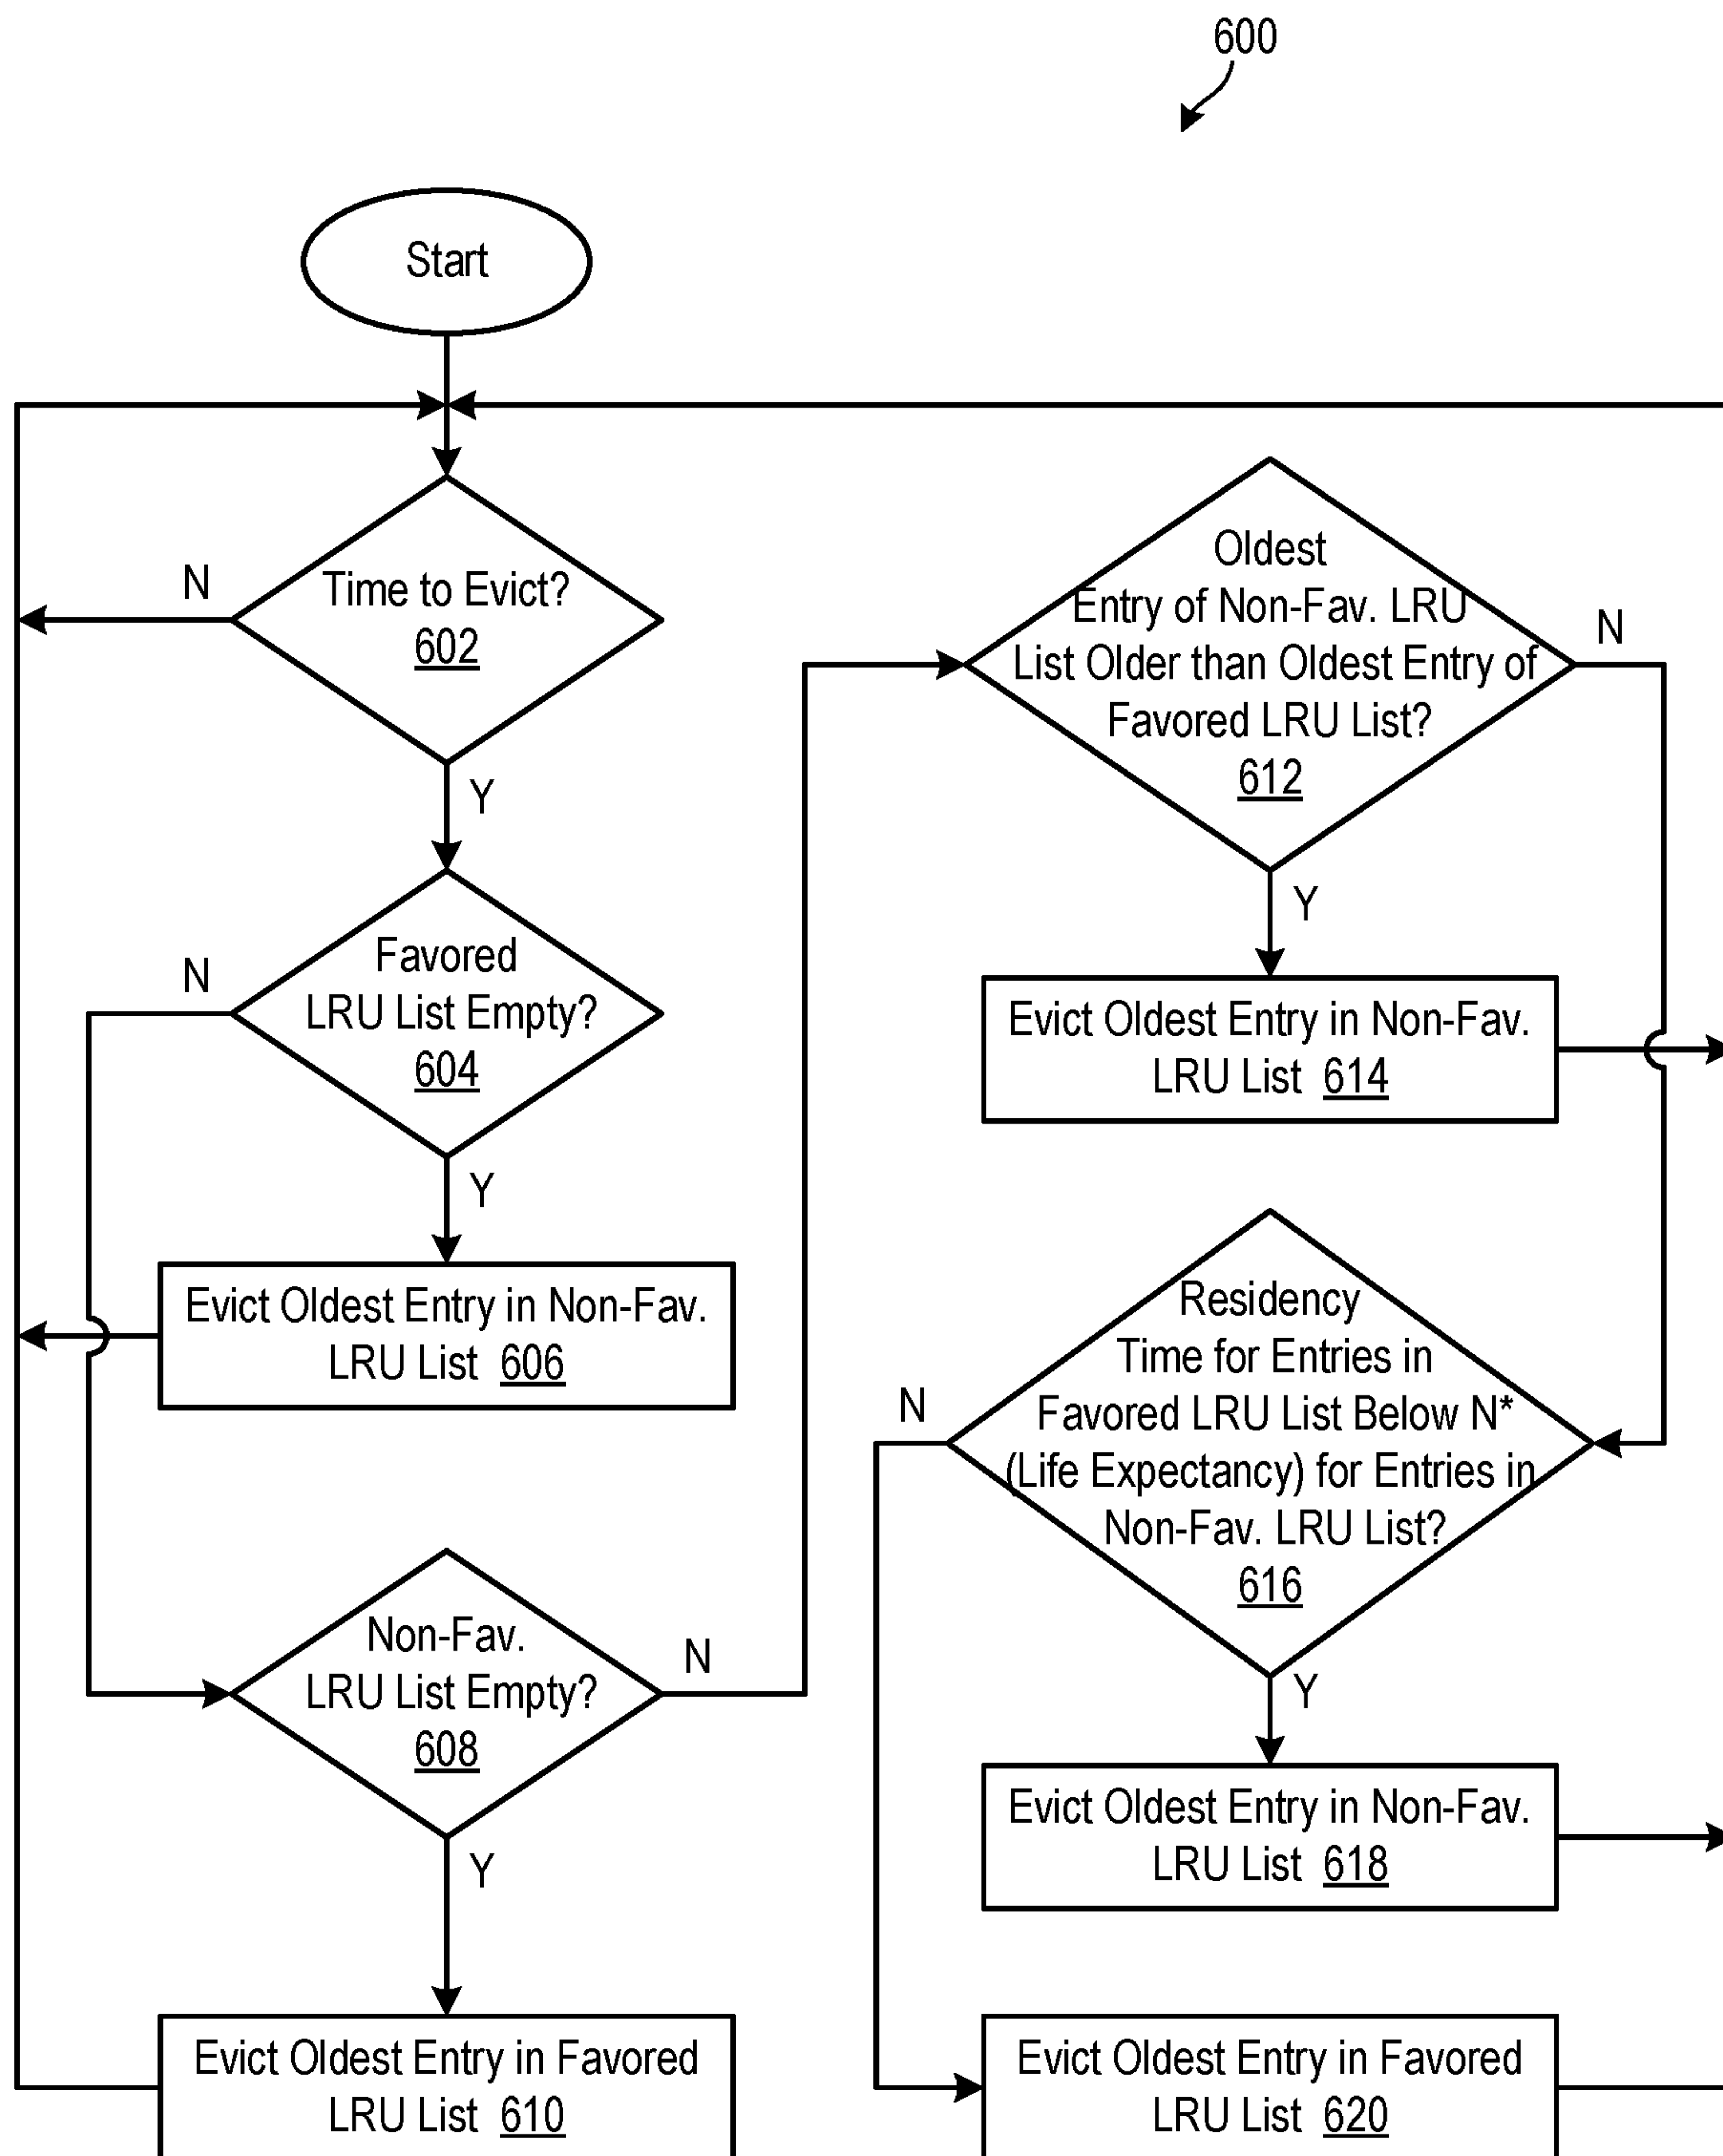 600
Start
Time to Evict?
602
N
Y
Favored
LRU List Empty?
604
N
Y
Evict Oldest Entry in Non-Fav.
LRU List 606
Non-Fav.
LRU List Empty?
608
N
Y
Evict Oldest Entry in Favored
LRU List 610
Oldest
Entry of Non-Fav. LRU
List Older than Oldest Entry of
Favored LRU List?
612
N
Y
Evict Oldest Entry in Non-Fav.
LRU List 614
Residency
Time for Entries in
Favored LRU List Below N*
(Life Expectancy) for Entries in
Non-Fav. LRU List?
616
N
Y
Evict Oldest Entry in Non-Fav.
LRU List 618
Evict Oldest Entry in Favored
LRU List 620